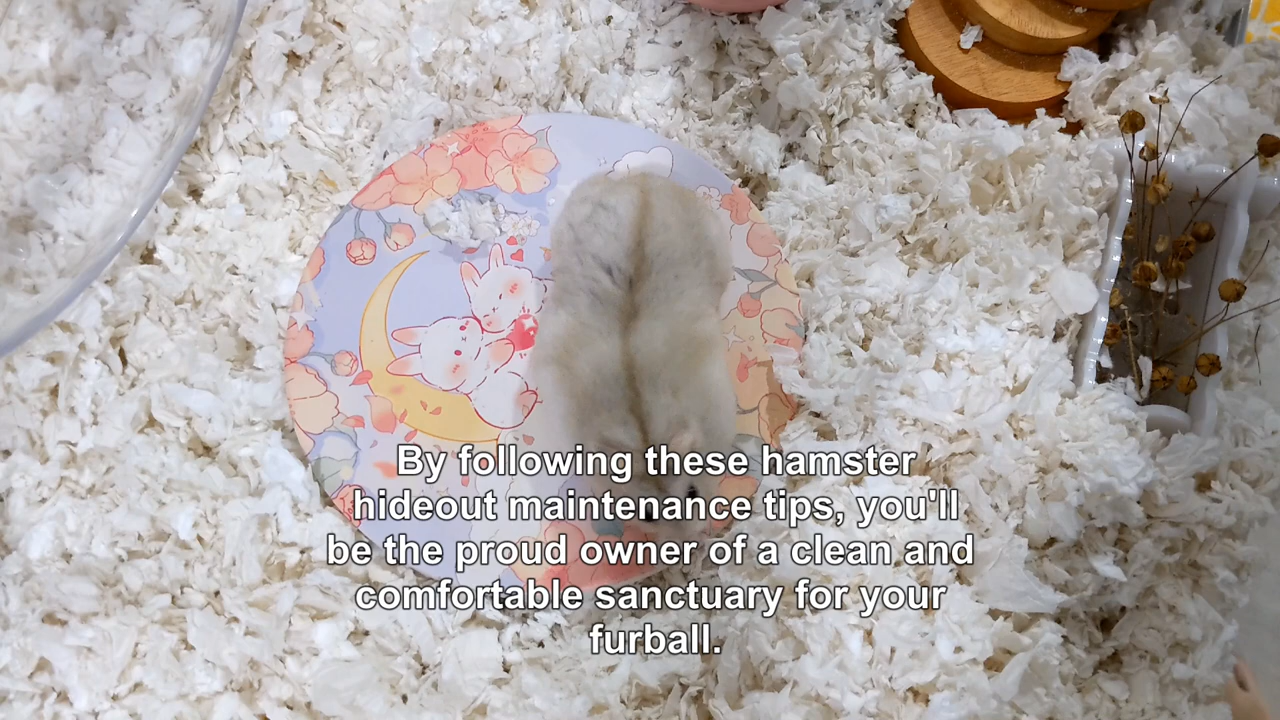 By following these hamster
hideout maintenance tips, you'll
be the proud owner of a clean and
comfortable sanctuary for your
furball.